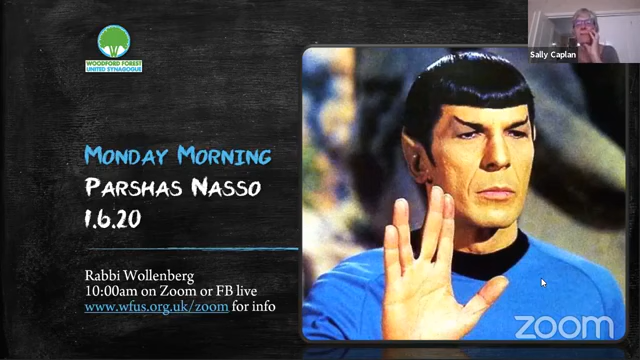 WOODFORD FOREST
UNITED SYNAGOGUE
Sally Caplan
MONDAY MORNING
PARSHAS NASSO
1.6.20
Rabbi Wollenberg
10:00am on Zoom or FB live
www.wfus.org.uk/zoom for info
zoom